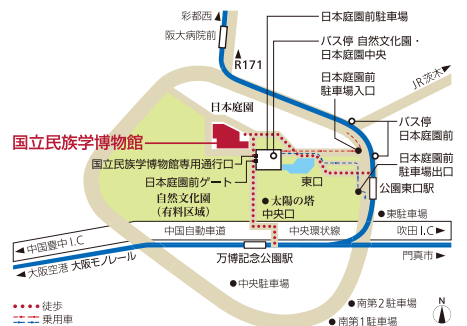 彩都西
阪大病院前
R171
日本庭園前駐車場
バス停 自然文化園・
日本庭園中央
日本庭園前
駐車場入口
JR茨木
日本庭園
バス停
日本庭園前
国立民族学博物館
国立民族学博物館専用通行口
日本庭園前ゲート
東口
日本庭園前
駐車場出口
自然文化園
（有料区域）
●太陽の塔
中央口
公園東口駅
●東駐車場
中国自動車道
中央環状線
吹田I.C
中国豊中I.C
大阪空港 大阪モノレール
万博記念公園駅
門真市
●中央駐車場
●南第2駐車場
●南第1駐車場
徒歩
乗用車
N